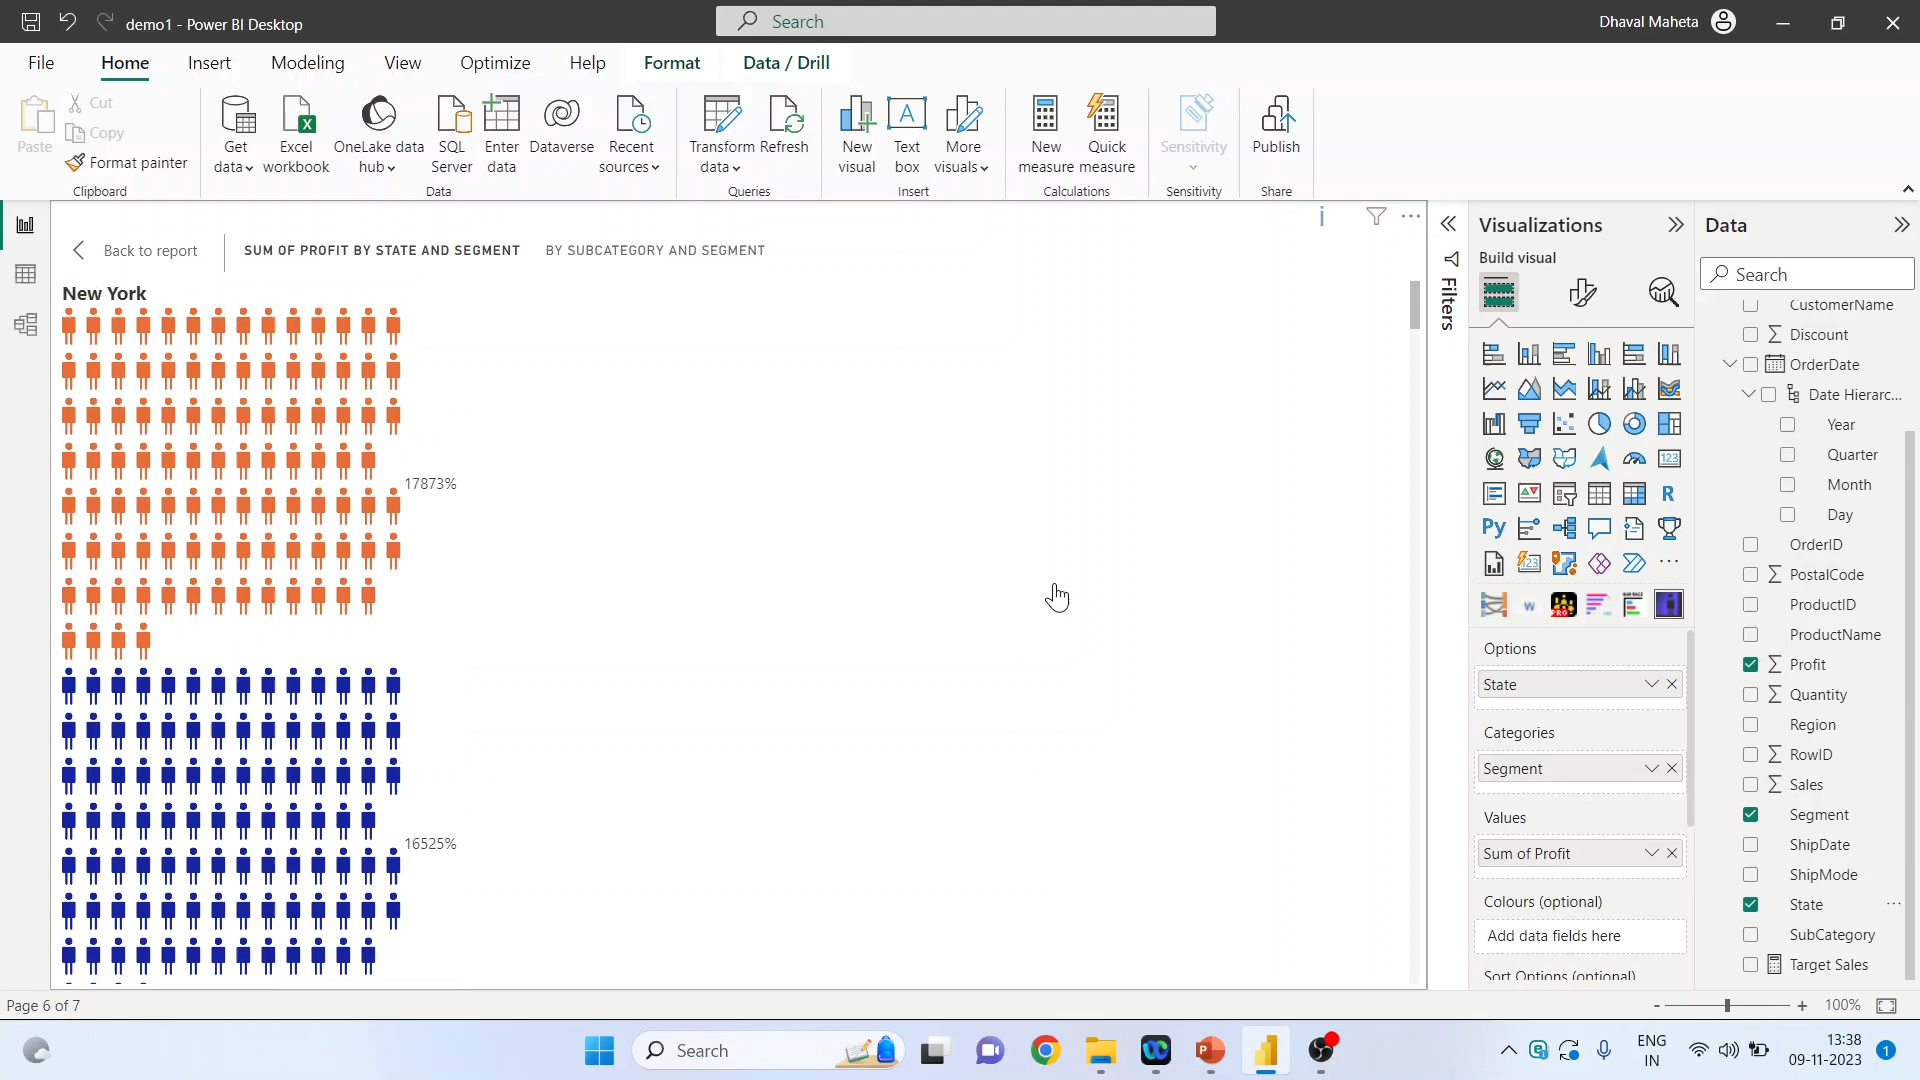 demo1 - Power BI Desktop
Search
Dhaval Maheta
File
Home
Insert
Modeling
View
Optimize
Help
Format
Data / Drill
Paste
Cut
Copy
Format painter
Clipboard
Get data
Excel workbook
OneLake data hub
SQL Server
Enter data
Dataverse
Recent sources
Data
Transform data
Refresh
Queries
New visual
Text box
More visuals
Insert
New measure
Quick measure
Calculations
Sensitivity
Sensitivity
Publish
Share
Back to report
SUM OF PROFIT BY STATE AND SEGMENT
BY SUBCATEGORY AND SEGMENT
New York
17873%
16525%
Filters
Visualizations
Build visual
Options
State
Categories
Segment
Values
Sum of Profit
Colours (optional)
Add data fields here
Sort Options (optional)
Data
Search
CustomerName
Discount
OrderDate
Date Hierarc...
Year
Quarter
Month
Day
OrderID
PostalCode
ProductID
ProductName
Profit
Quantity
Region
RowID
Sales
Segment
ShipDate
ShipMode
State
SubCategory
Target Sales
Page 6 of 7
- + 100%
Search
ENG
IN
13:38
09-11-2023
1